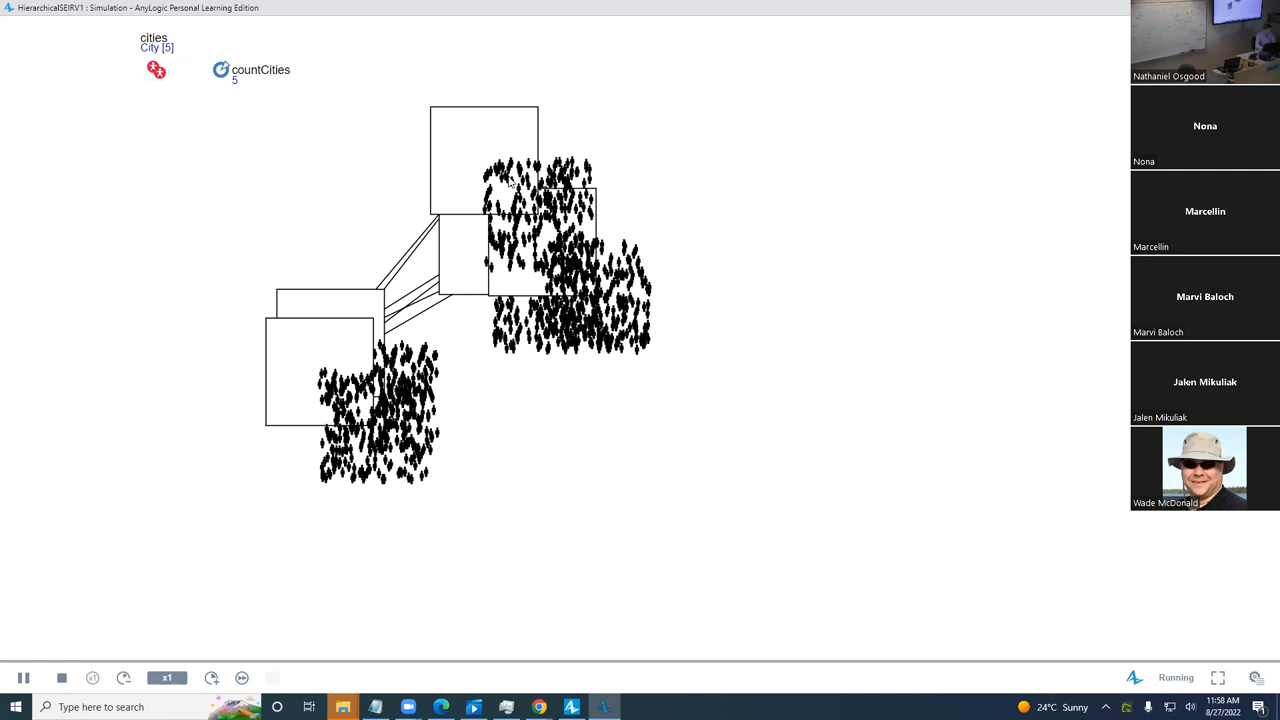 HierarchicalSEIRV1 : Simulation - AnyLogic Personal Learning Edition
cities
City [5]
countCities
5
Nathaniel Osgood
Nona
Nona
Marcellin
Marcellin
Marvi Baloch
Marvi Baloch
Jalen Mikuliak
Jalen Mikuliak
Wade McDonald
x1
x1
Running
Type here to search
24°C Sunny
11:58 AM
8/27/2022
1